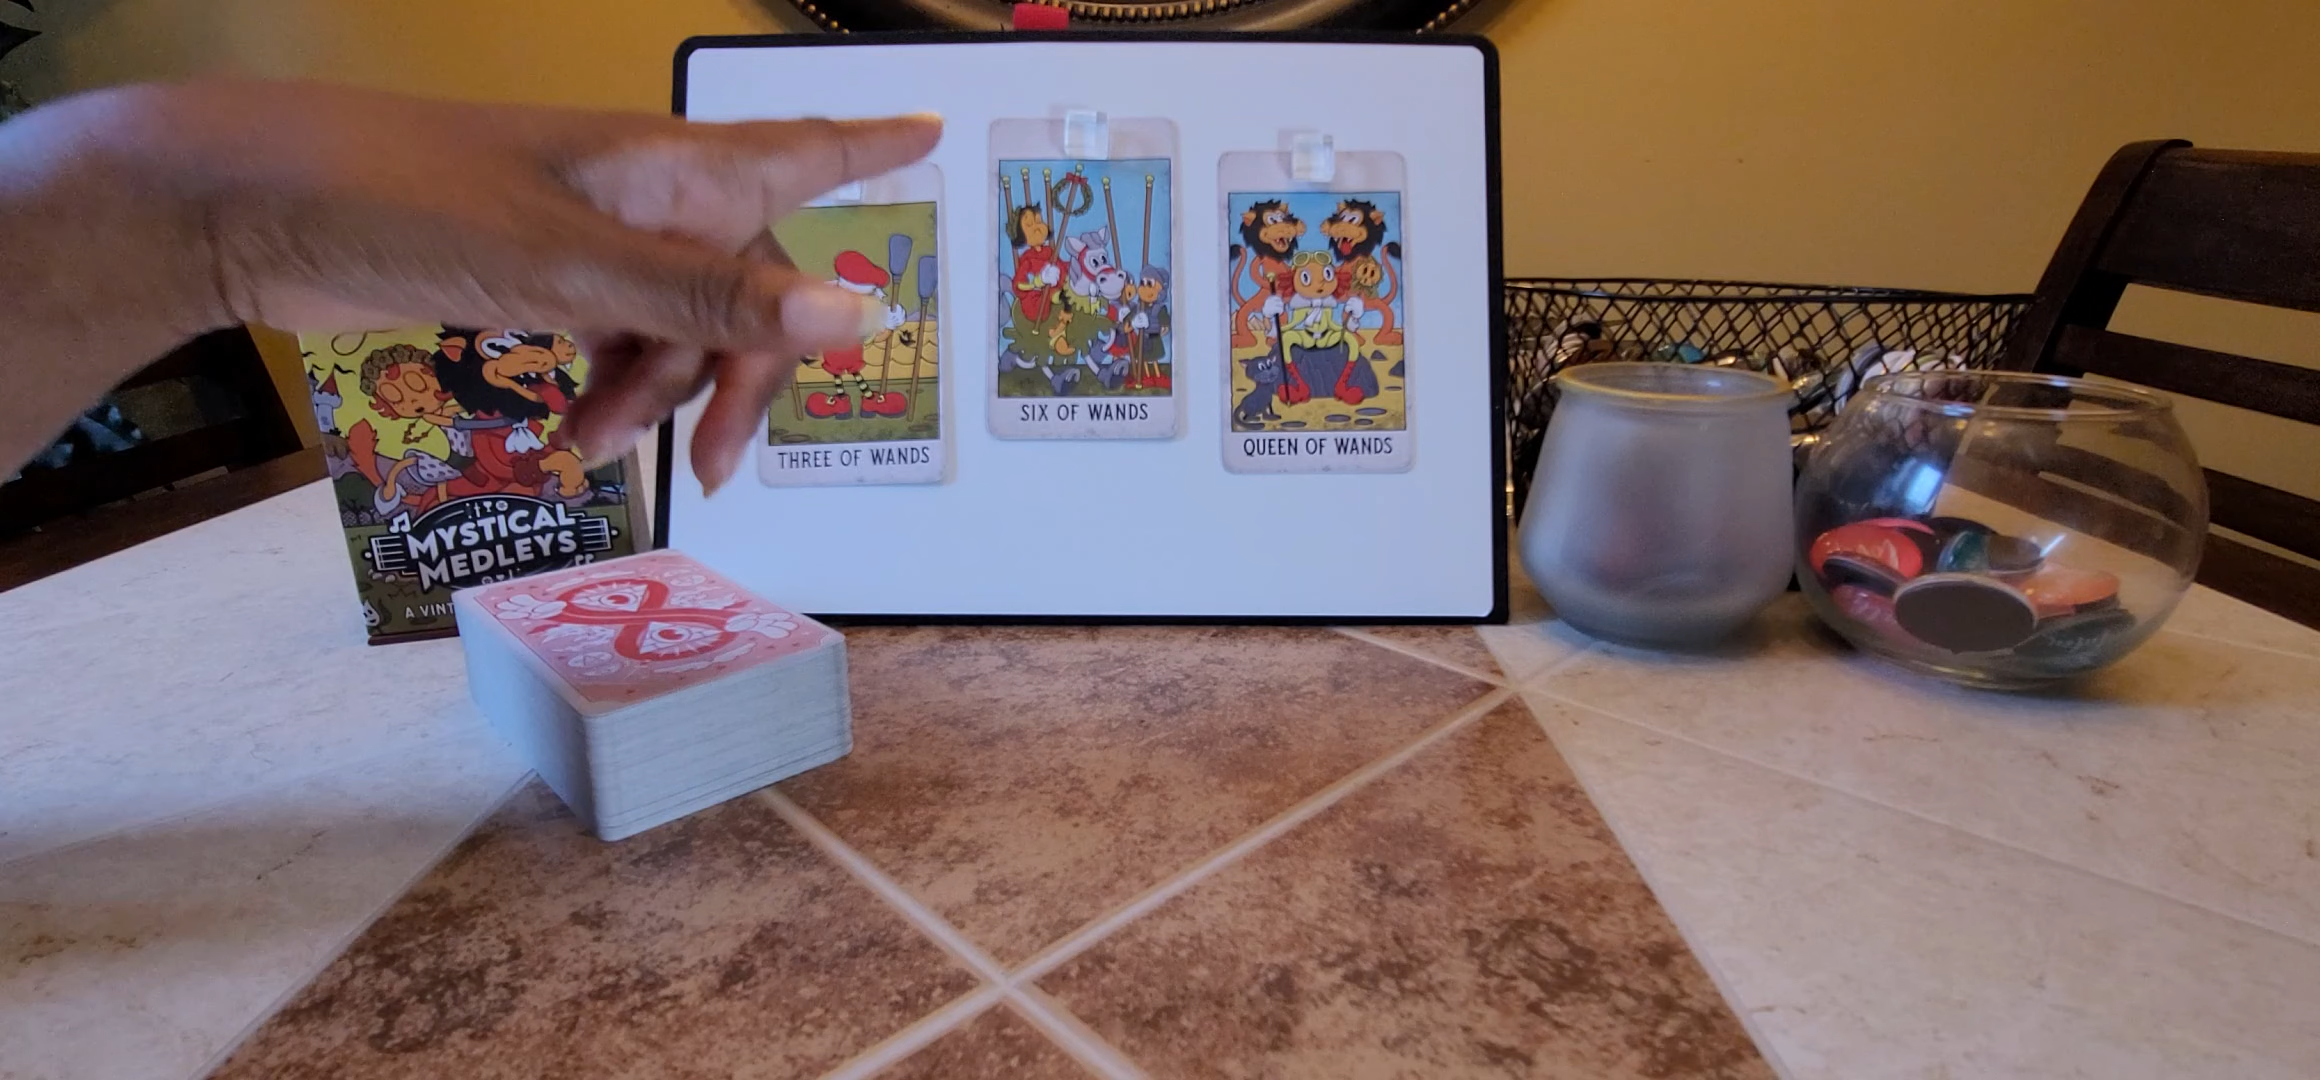 THREE OF WANDS
SIX OF WANDS
QUEEN OF WANDS
MYSTICAL
MEDLEYS
A VINT